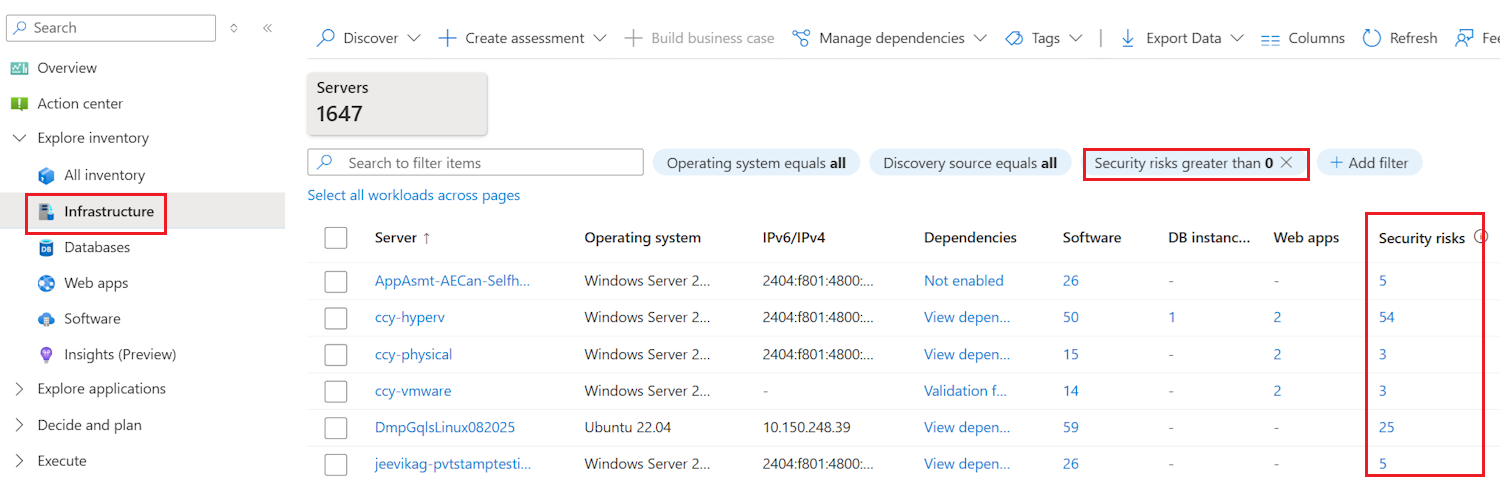 Search
Overview
Action center
Explore inventory
All inventory
Infrastructure
Databases
Web apps
Software
Insights (Preview)
Explore applications
Decide and plan
Execute
Discover Create assessment Build business case Manage dependencies Tags | Export Data Columns Refresh Fee
Servers
1647
Search to filter items Operating system equals all Discovery source equals all Security risks greater than 0 Add filter
Select all workloads across pages
Server ↑ Operating system IPv6/IPv4 Dependencies Software DB instanc... Web apps Security risks
AppAsmt-AECan-Selfh... Windows Server 2... 2404:f801:4800:... Not enabled 26 - - 5
ccy-hyperv Windows Server 2... 2404:f801:4800:... View depen... 50 1 2 54
ccy-physical Windows Server 2... 2404:f801:4800:... View depen... 15 - 2 3
ccy-vmware Windows Server 2... - Validation f... 14 - 2 3
DmpGqlsLinux082025 Ubuntu 22.04 10.150.248.39 View depen... 59 - - 25
jeevikag-pvtstamptesti... Windows Server 2... 2404:f801:4800:... View depen... 26 - - 5